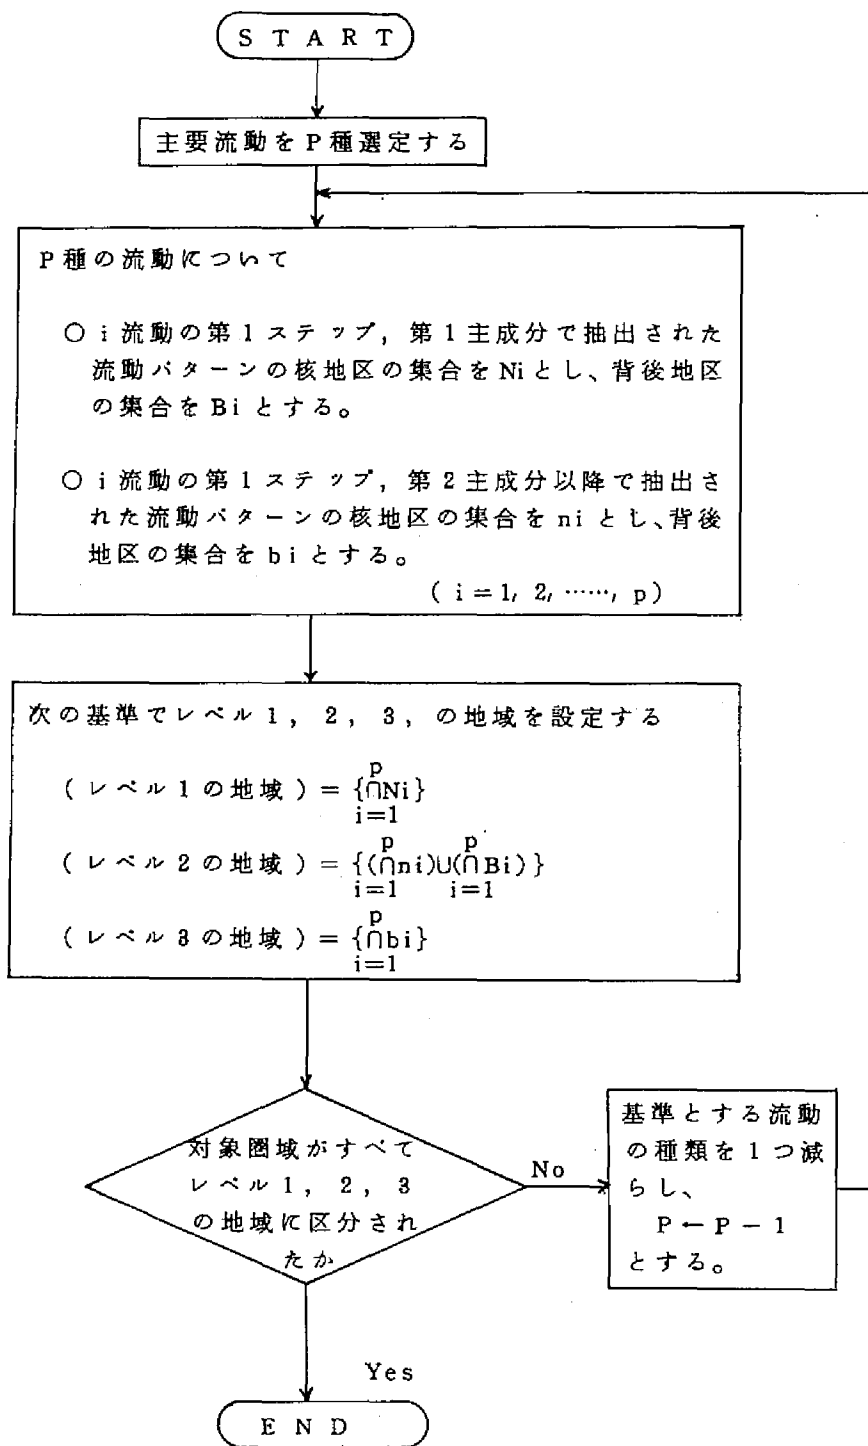 START
主要流動をP種選定する
P種の流動について
○ i 流動の第1ステップ, 第1主成分で抽出された
流動パターンの核地区の集合をNiとし、背後地区
の集合をBiとする。
○ i 流動の第1ステップ, 第2主成分以降で抽出さ
れた流動パターンの核地区の集合をniとし、背後
地区の集合をbiとする。
( i = 1, 2, ……, p )
次の基準でレベル1, 2, 3, の地域を設定する
p
(レベル1の地域) = {∩Ni}
i=1
p p
(レベル2の地域) = {(∩ni)∪(∩Bi)}
i=1 i=1
p
(レベル3の地域) = {∩bi}
i=1
対象圏域がすべて
レベル1, 2, 3
の地域に区分され
たか
No
基準とする流動
の種類を1つ減
らし、
P ← P − 1
とする。
Yes
END